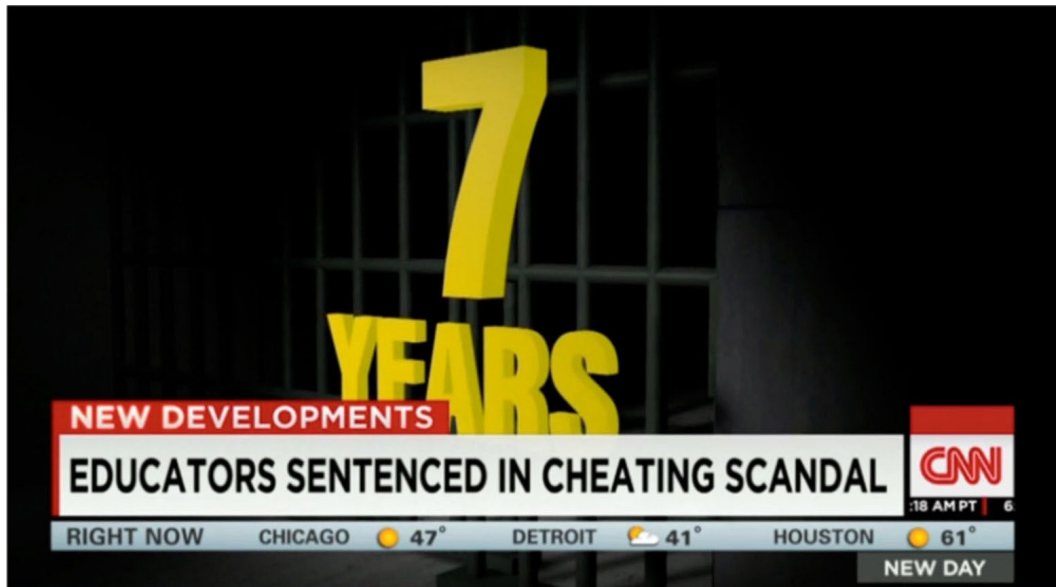 7
YEARS
NEW DEVELOPMENTS
EDUCATORS SENTENCED IN CHEATING SCANDAL
CNN
:18 AM PT 6
RIGHT NOW CHICAGO 47° DETROIT 41° HOUSTON 61°
NEW DAY